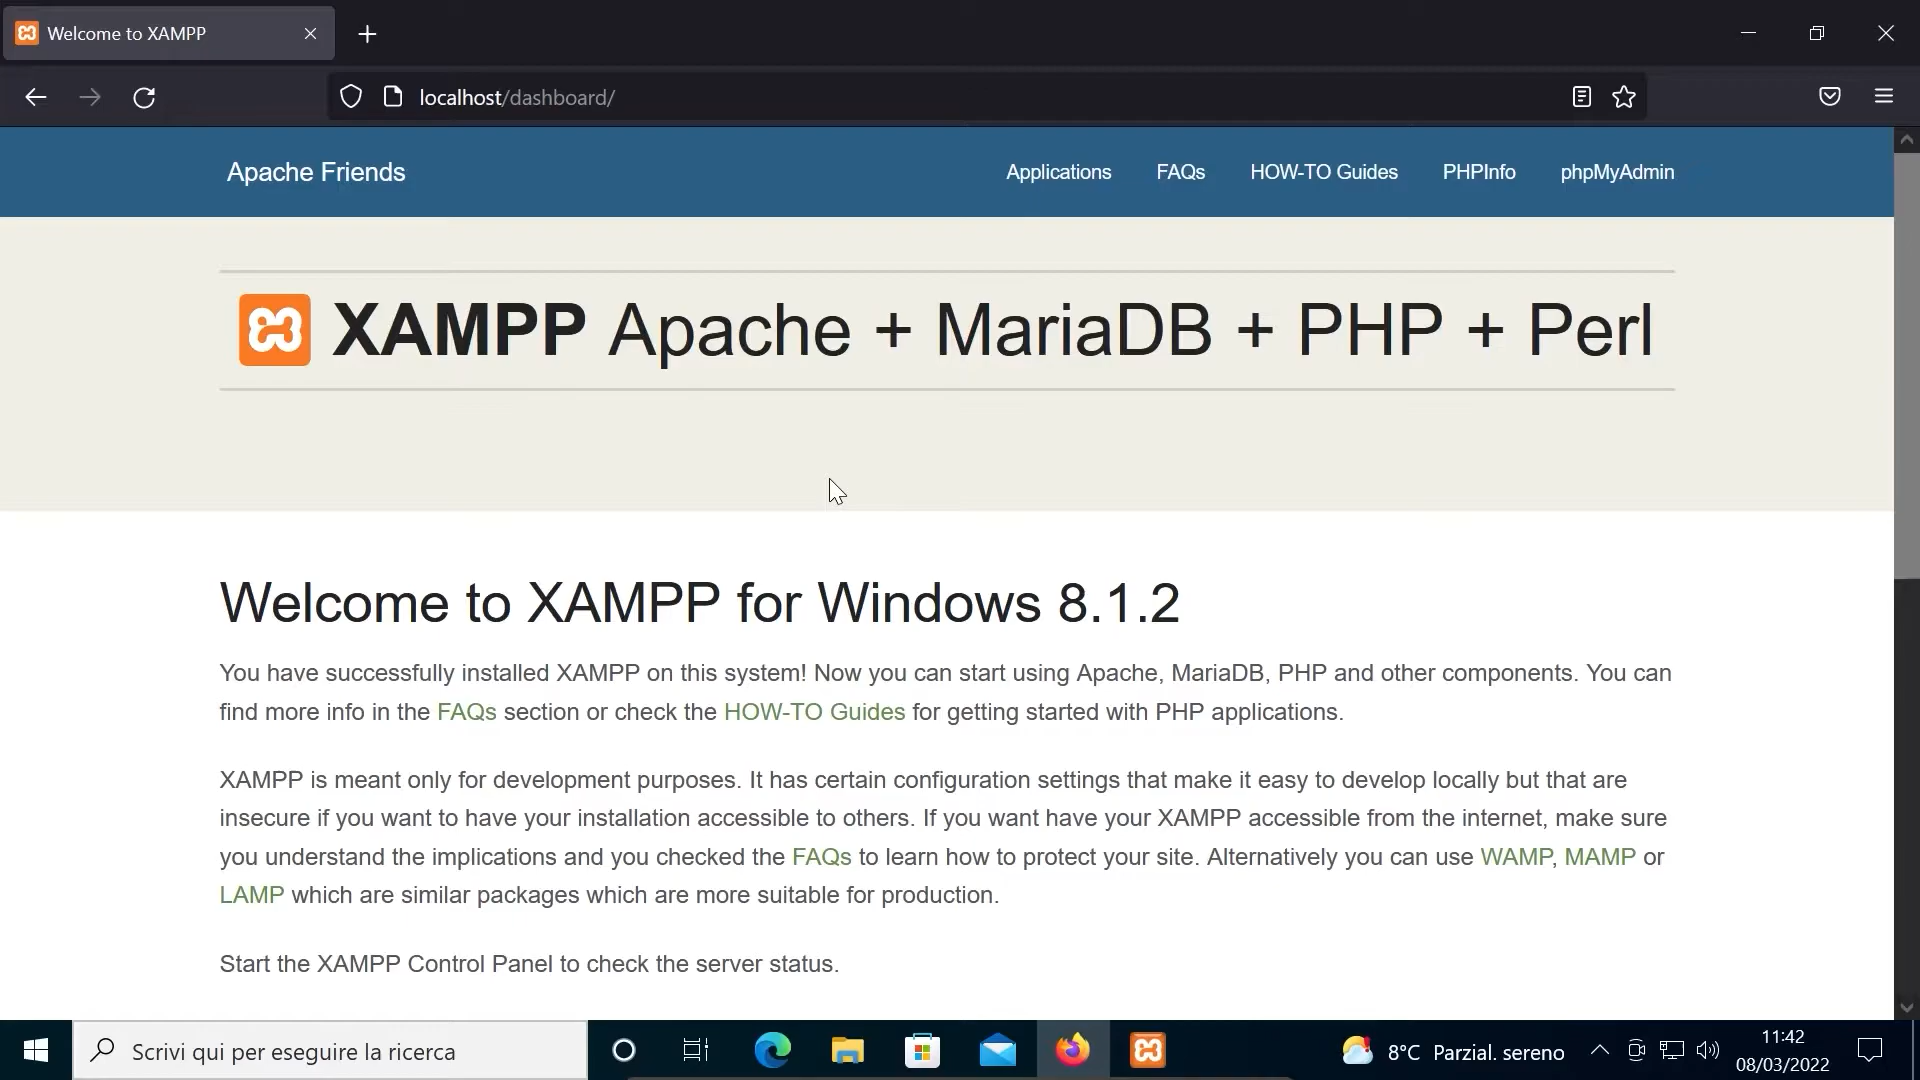 Welcome to XAMPP
localhost/dashboard/
Apache Friends
Applications FAQs HOW-TO Guides PHPInfo phpMyAdmin
XAMPP Apache + MariaDB + PHP + Perl
Welcome to XAMPP for Windows 8.1.2
You have successfully installed XAMPP on this system! Now you can start using Apache, MariaDB, PHP and other components. You can
find more info in the FAQs section or check the HOW-TO Guides for getting started with PHP applications.
XAMPP is meant only for development purposes. It has certain configuration settings that make it easy to develop locally but that are
insecure if you want to have your installation accessible to others. If you want have your XAMPP accessible from the internet, make sure
you understand the implications and you checked the FAQs to learn how to protect your site. Alternatively you can use WAMP, MAMP or
LAMP which are similar packages which are more suitable for production.
Start the XAMPP Control Panel to check the server status.
Scrivi qui per eseguire la ricerca
8°C Parzial. sereno
11:42
08/03/2022